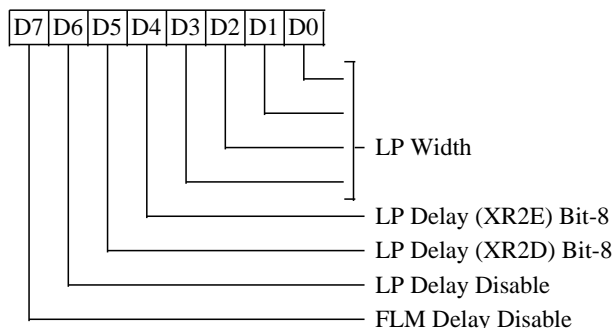 D7 D6 D5 D4 D3 D2 D1 D0
LP Width
LP Delay (XR2E) Bit-8
LP Delay (XR2D) Bit-8
LP Delay Disable
FLM Delay Disable